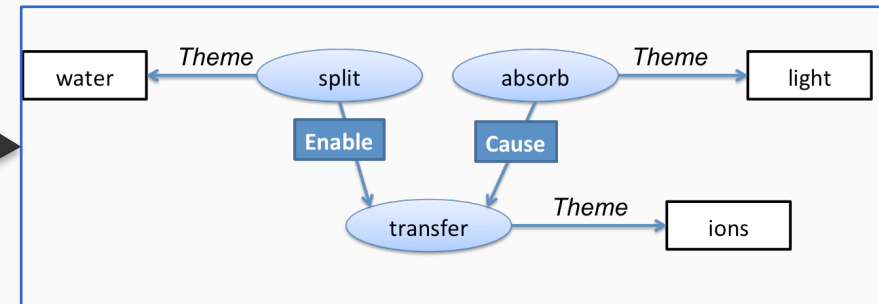 Theme Theme
water split absorb light
Enable Cause
Theme
transfer ions